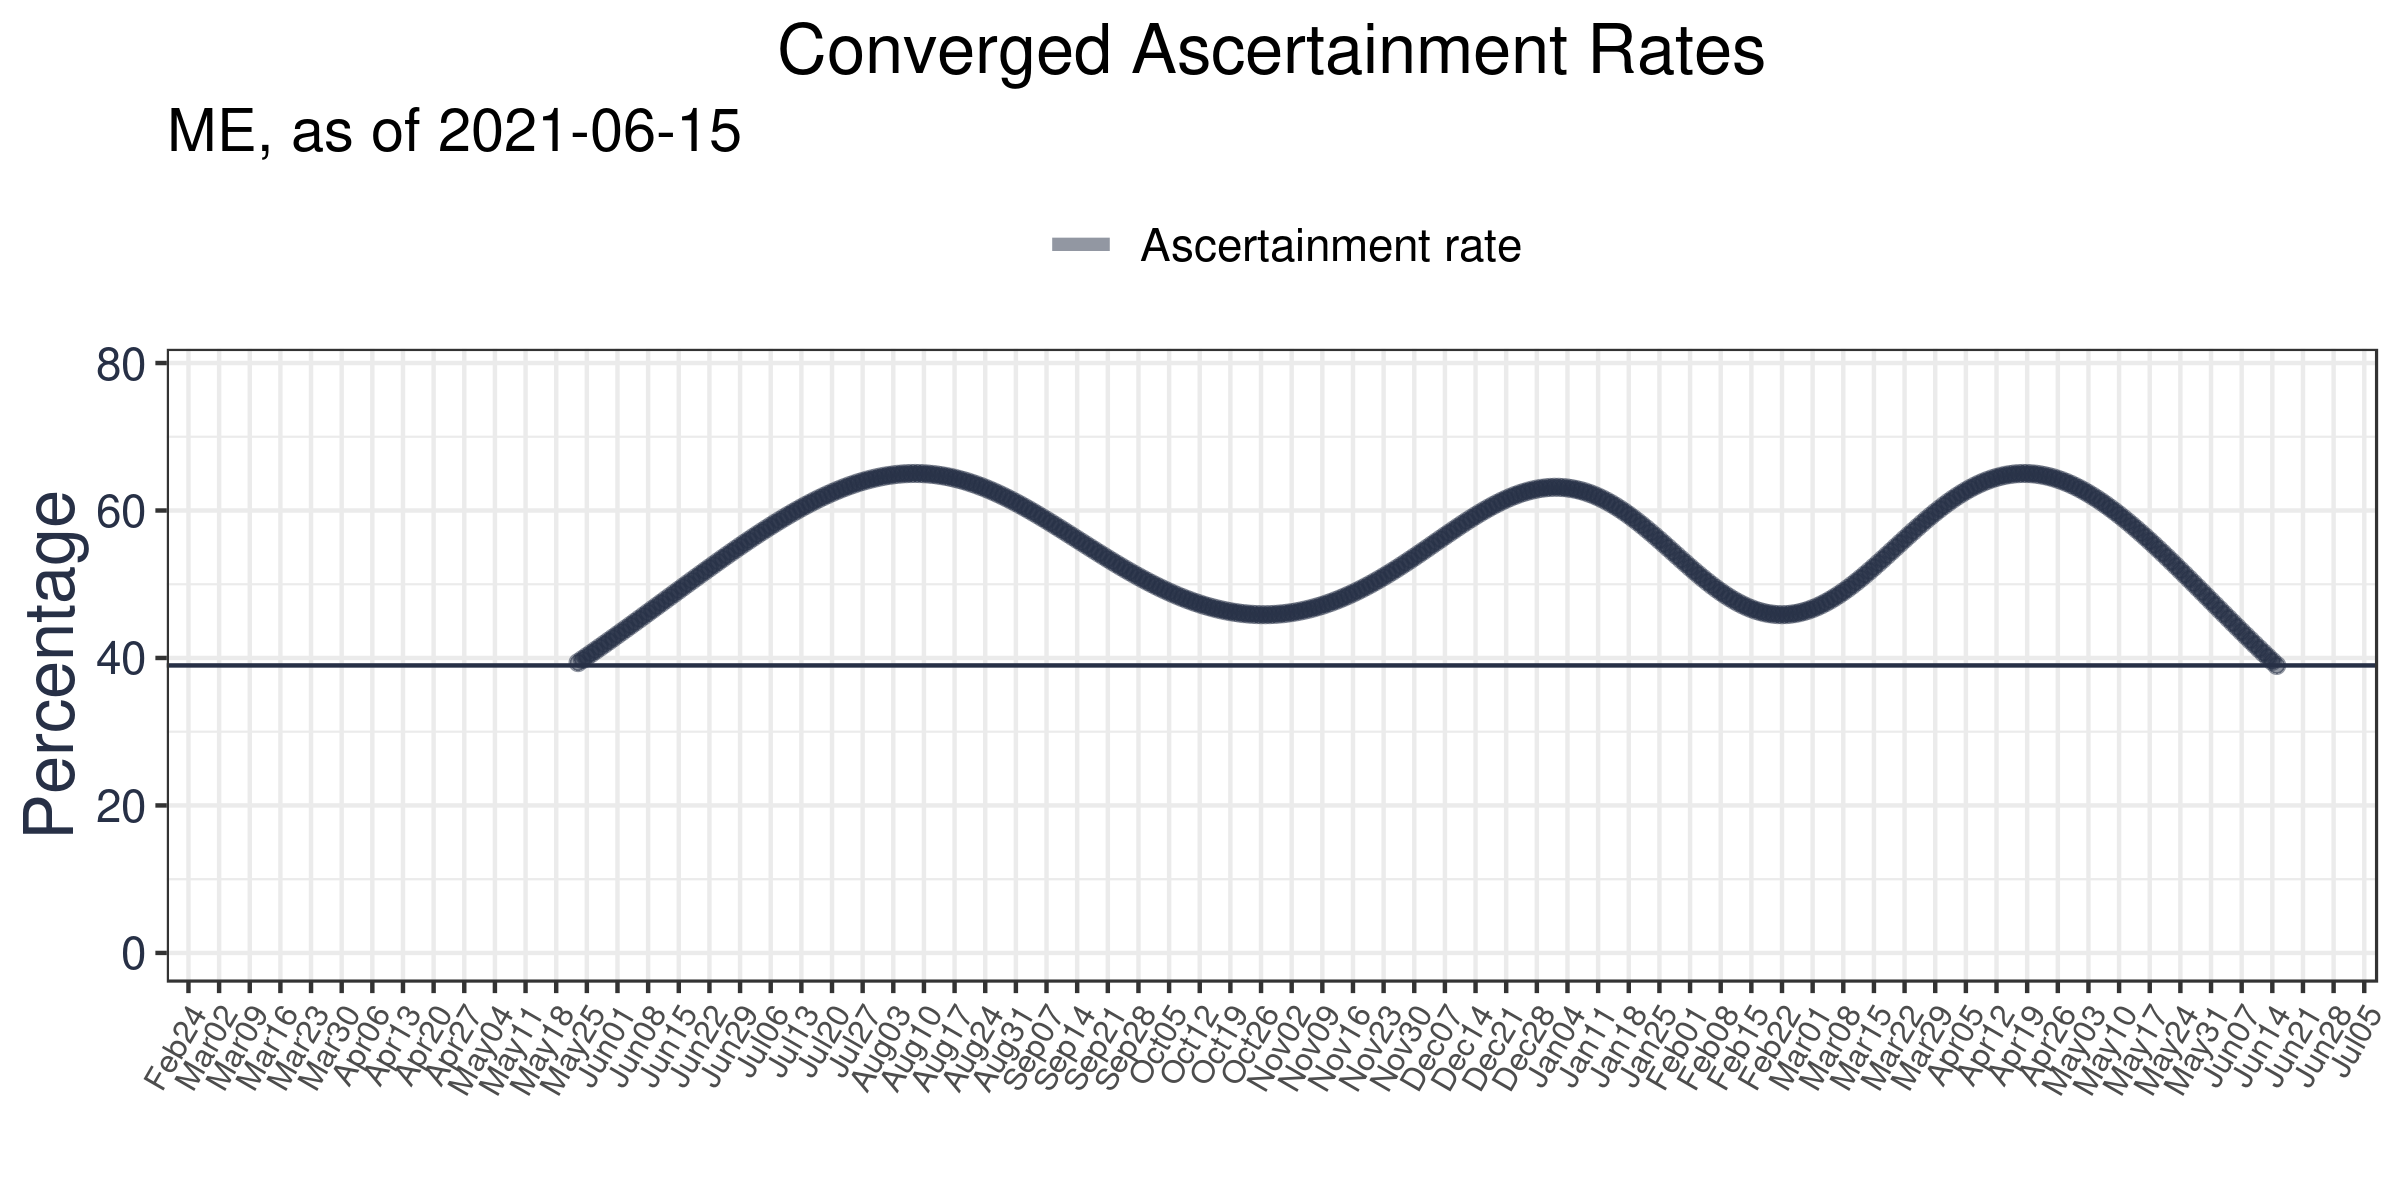 Converged Ascertainment Rates
ME, as of 2021-06-15
Ascertainment rate
Percentage
80
60
40
20
0
Feb24 Mar02 Mar09 Mar16 Mar23 Mar30 Apr06 Apr13 Apr20 Apr27 May04 May11 May18 May25 Jun01 Jun08 Jun15 Jun22 Jun29 Jul06 Jul13 Jul20 Jul27 Aug03 Aug10 Aug17 Aug24 Aug31 Sep07 Sep14 Sep21 Sep28 Oct05 Oct12 Oct19 Oct26 Nov02 Nov09 Nov16 Nov23 Nov30 Dec07 Dec14 Dec21 Dec28 Jan04 Jan11 Jan18 Jan25 Feb01 Feb08 Feb15 Feb22 Mar01 Mar08 Mar15 Mar22 Mar29 Apr05 Apr12 Apr19 Apr26 May03 May10 May17 May24 May31 Jun07 Jun14 Jun21 Jun28 Jul05